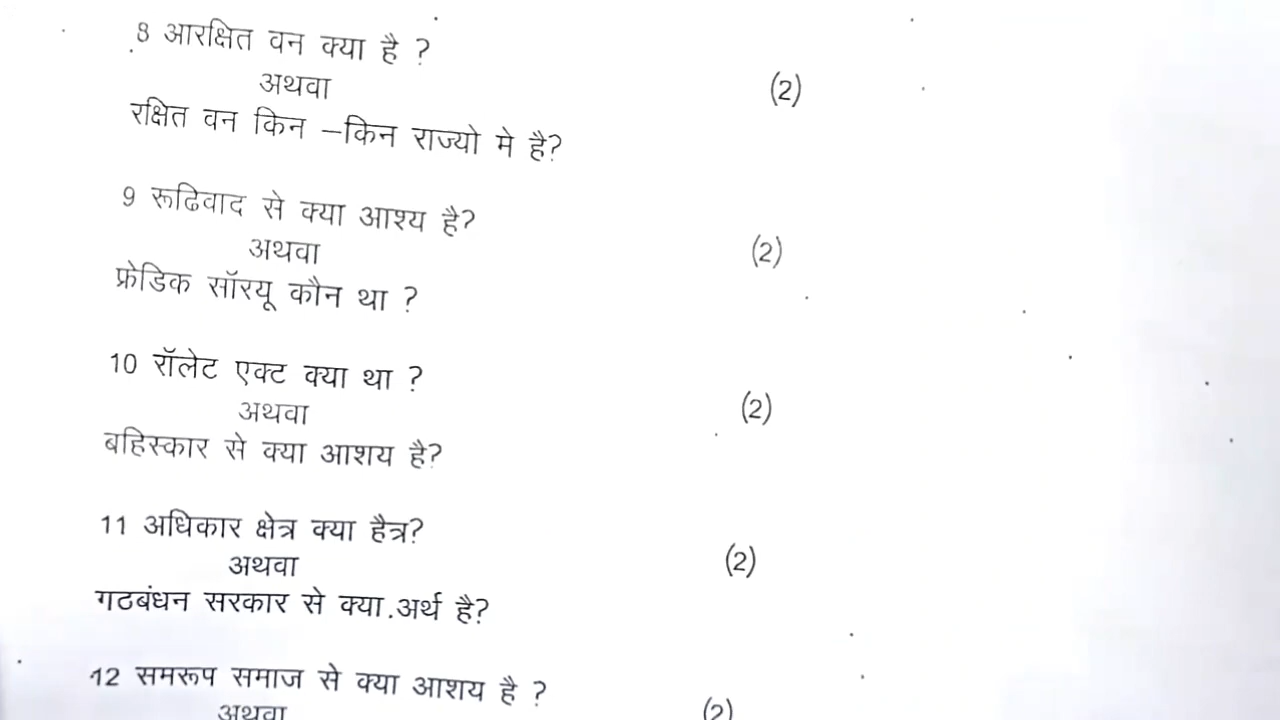 8 आरक्षित वन क्या है ?
अथवा (2)
रक्षित वन किन –किन राज्यो मे है?
9 रूढिवाद से क्या आश्य है?
अथवा (2)
फ्रेडिक सॉरयू कौन था ?
10 रॉलेट एक्ट क्या था ?
अथवा (2)
बहिस्कार से क्या आशय है?
11 अधिकार क्षेत्र क्या हैत्र?
अथवा (2)
गठबंधन सरकार से क्या.अर्थ है?
12 समरूप समाज से क्या आशय है ?
अथवा (2)